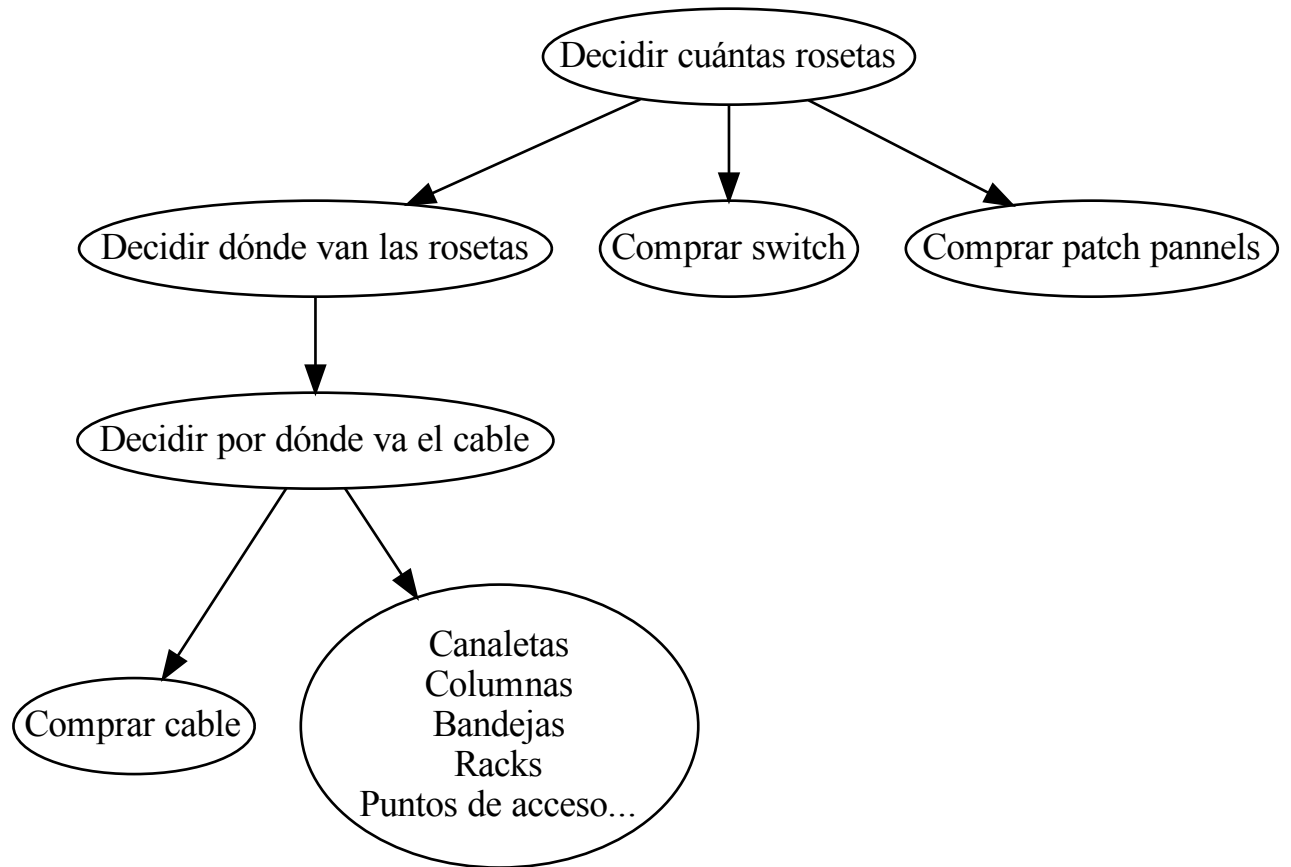 Decidir cuántas rosetas
Decidir dónde van las rosetas
Comprar switch
Comprar patch pannels
Decidir por dónde va el cable
Comprar cable
Canaletas
Columnas
Bandejas
Racks
Puntos de acceso...